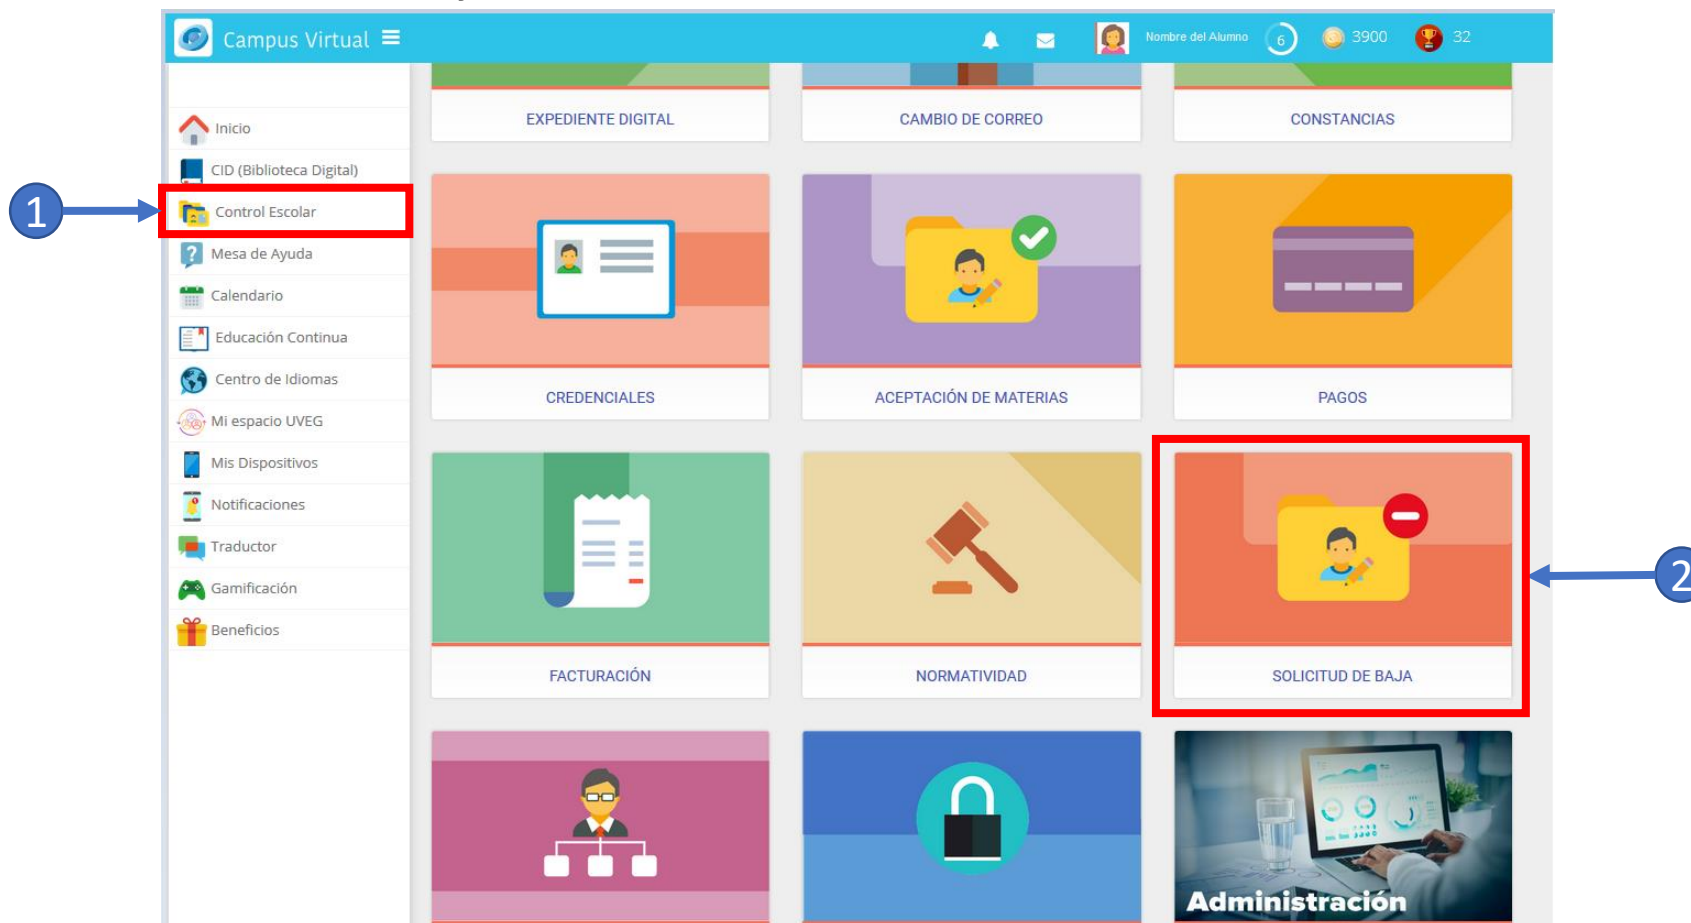 Campus Virtual
Nombre del Alumno
6
3900
32
1
Inicio
CID (Biblioteca Digital)
Control Escolar
Mesa de Ayuda
Calendario
Educación Continua
Centro de Idiomas
Mi espacio UVEG
Mis Dispositivos
Notificaciones
Traductor
Gamificación
Beneficios
EXPEDIENTE DIGITAL
CAMBIO DE CORREO
CONSTANCIAS
CREDENCIALES
ACEPTACIÓN DE MATERIAS
PAGOS
FACTURACIÓN
NORMATIVIDAD
SOLICITUD DE BAJA
2
Administración